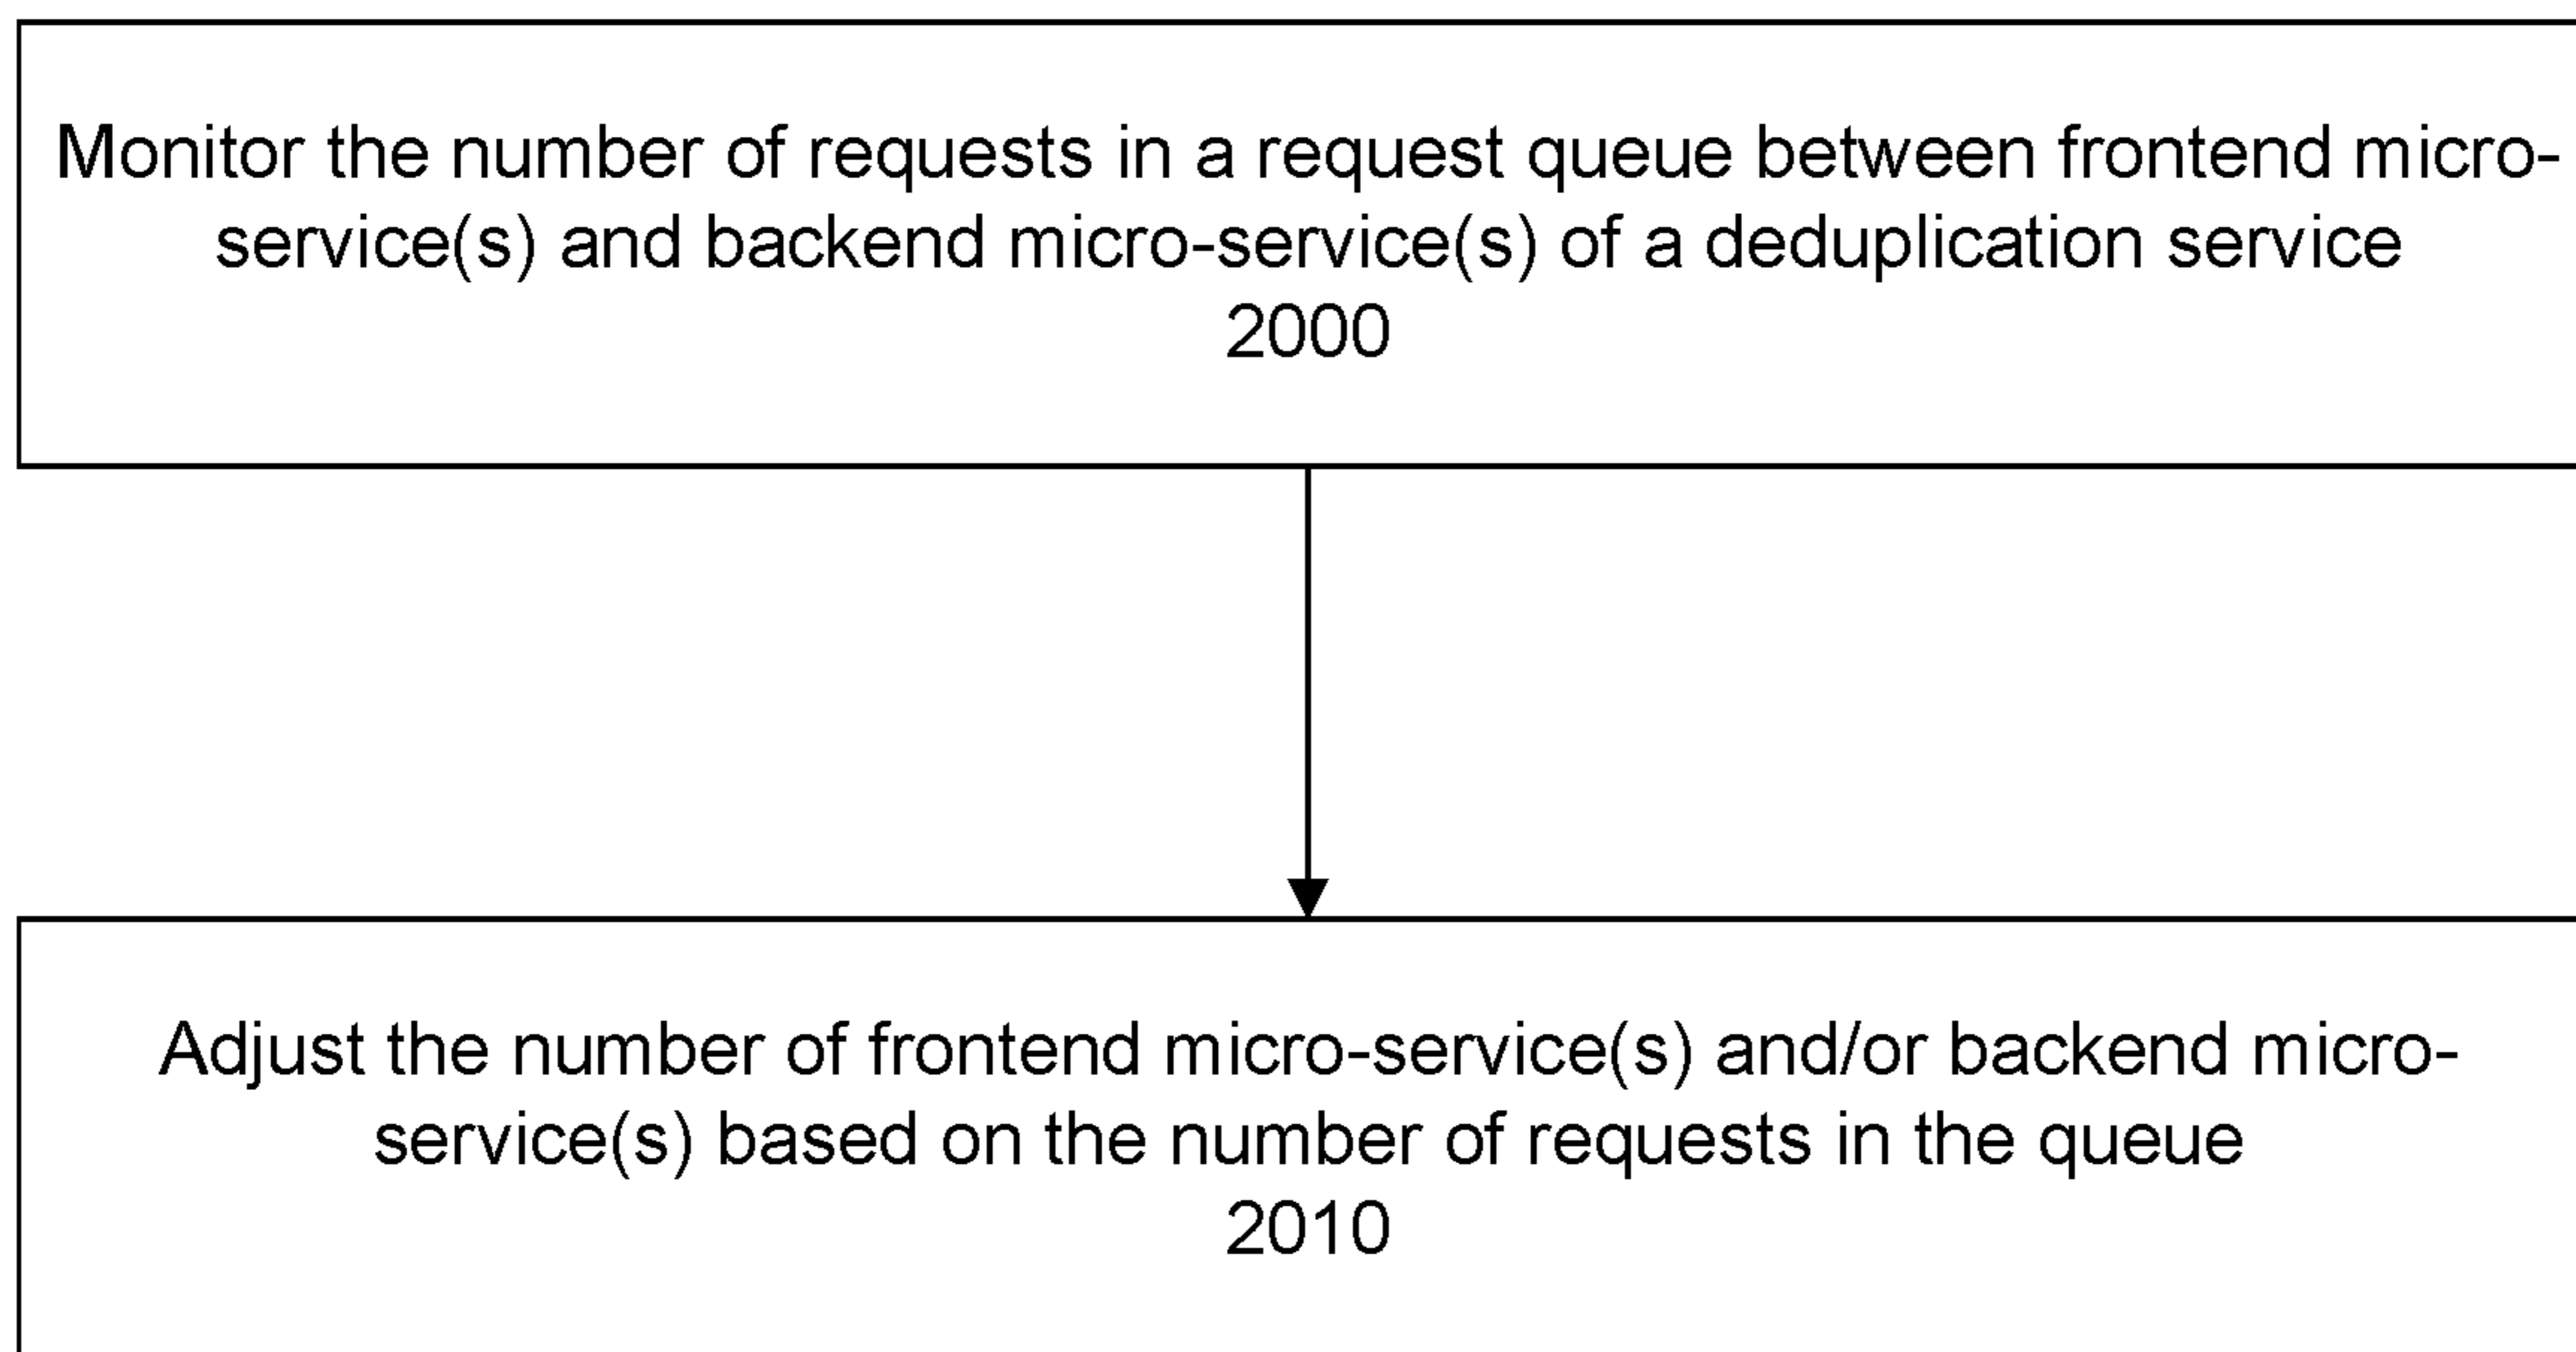 Monitor the number of requests in a request queue between frontend micro-
service(s) and backend micro-service(s) of a deduplication service
2000
Adjust the number of frontend micro-service(s) and/or backend micro-
service(s) based on the number of requests in the queue
2010